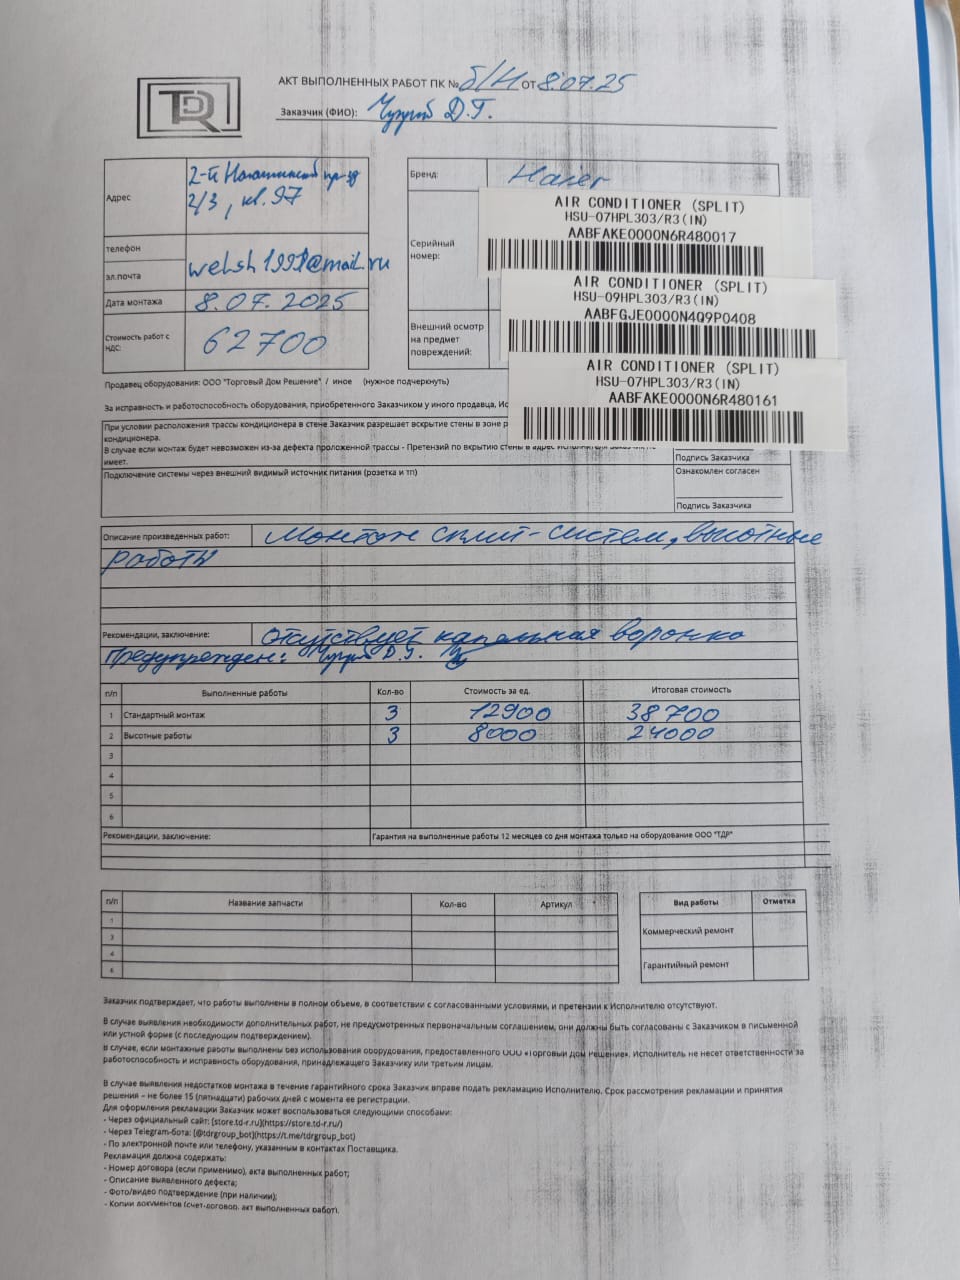 TDR
АКТ ВЫПОЛНЕННЫХ РАБОТ ПК № б/н от 8.07.25
Заказчик (ФИО): Д.Г.
Адрес
2-й Нагатинский пр-зд
2/3, кв. 97
телефон
эл.почта
welsh1991@mail.ru
Дата монтажа 8.07.2025
Стоимость работ с НДС: 62700
Бренд: Haier
Серийный
номер:
AIR CONDITIONER (SPLIT)
HSU-07HPL303/R3(IN)
AABFAKE0000N6R480017
AIR CONDITIONER (SPLIT)
HSU-09HPL303/R3(IN)
AABFGJE0000N4Q9P0408
AIR CONDITIONER (SPLIT)
HSU-07HPL303/R3(IN)
AABFAKE0000N6R480161
Внешний осмотр
на предмет
повреждений:
Продавец оборудования: ООО "Торговый Дом Решение" / иное (нужное подчеркнуть)
За исправность и работоспособность оборудования, приобретенного Заказчиком у иного продавца,
При условии расположения трассы кондиционера в стене Заказчик разрешает вскрытие стены в зоне
кондиционера.
В случае если монтаж будет невозможен из-за дефекта проложенной трассы - Претензий по вкрытию стены в адрес
имеет.
Подпись Заказчика
Подключение системы через внешний видимый источник питания (розетка и тп)
Ознакомлен согласен
Подпись Заказчика
Описание произведенных работ: Монтаж сплит-систем, высотные
работы
Рекомендации, заключение: Отсутствует капельная воронка
Предупрежден: Д.Г.
п/п Выполненные работы Кол-во Стоимость за ед. Итоговая стоимость
1 Стандартный монтаж 3 12900 38700
2 Высотные работы 3 8000 24000
3
4
5
6
Рекомендации, заключение: Гарантия на выполненные работы 12 месяцев со дня монтажа только на оборудование ООО "ТДР"
п/п Название запчасти Кол-во Артикул
1
3
4
6
Вид работы Отметка
Коммерческий ремонт
Гарантийный ремонт
Заказчик подтверждает, что работы выполнены в полном объеме, в соответствии с согласованными условиями, и претензии к Исполнителю отсутствуют.
В случае выявления необходимости дополнительных работ, не предусмотренных первоначальным соглашением, они должны быть согласованы с Заказчиком в письменной
или устной форме (с последующим подтверждением).
В случае, если монтажные работы выполнены без использования оборудования, предоставленного ООО «Торговый Дом Решение», Исполнитель не несет ответственности за
работоспособность и исправность оборудования, принадлежащего Заказчику или третьим лицам.
В случае выявления недостатков монтажа в течение гарантийного срока Заказчик вправе подать рекламацию Исполнителю. Срок рассмотрения рекламации и принятия
решения – не более 15 (пятнадцати) рабочих дней с момента ее регистрации.
Для оформления рекламации Заказчик может воспользоваться следующими способами:
- Через официальный сайт: [store.td-r.ru](https://store.td-r.ru/)
- Через Telegram-бота: [@tdrgroup_bot](https://t.me/tdrgroup_bot)
- По электронной почте или телефону, указанным в контактах Поставщика.
Рекламация должна содержать:
- Номер договора (если применимо), акта выполненных работ;
- Описание выявленного дефекта;
- Фото/видео подтверждение (при наличии);
- Копии документов (счет-договор, акт выполненных работ).